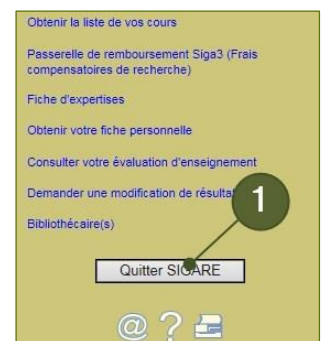 Obtenir la liste de vos cours
Passerelle de remboursement Siga3 (Frais
compensatoires de recherche)
Fiche d'expertises
Obtenir votre fiche personnelle
Consulter votre évaluation d'enseignement
Demander une modification de
1
Bibliothécaire(s)
Quitter SIGARE
@ ?